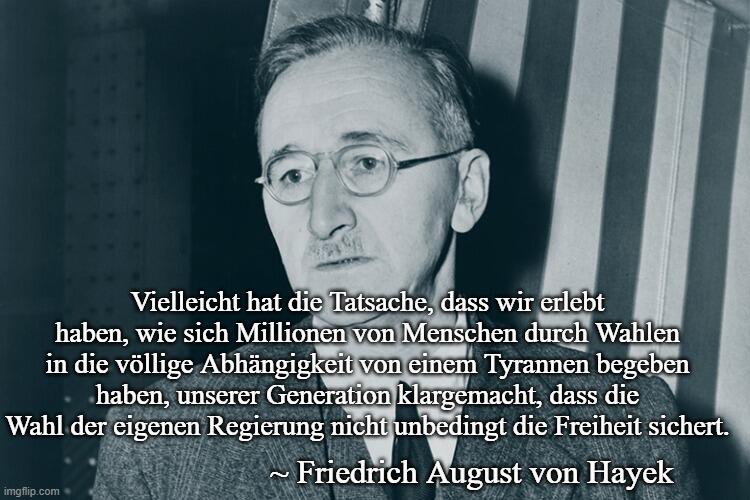 Vielleicht hat die Tatsache, dass wir erlebt
haben, wie sich Millionen von Menschen durch Wahlen
in die völlige Abhängigkeit von einem Tyrannen begeben
haben, unserer Generation klargemacht, dass die
Wahl der eigenen Regierung nicht unbedingt die Freiheit sichert.
~ Friedrich August von Hayek
imgflip.com